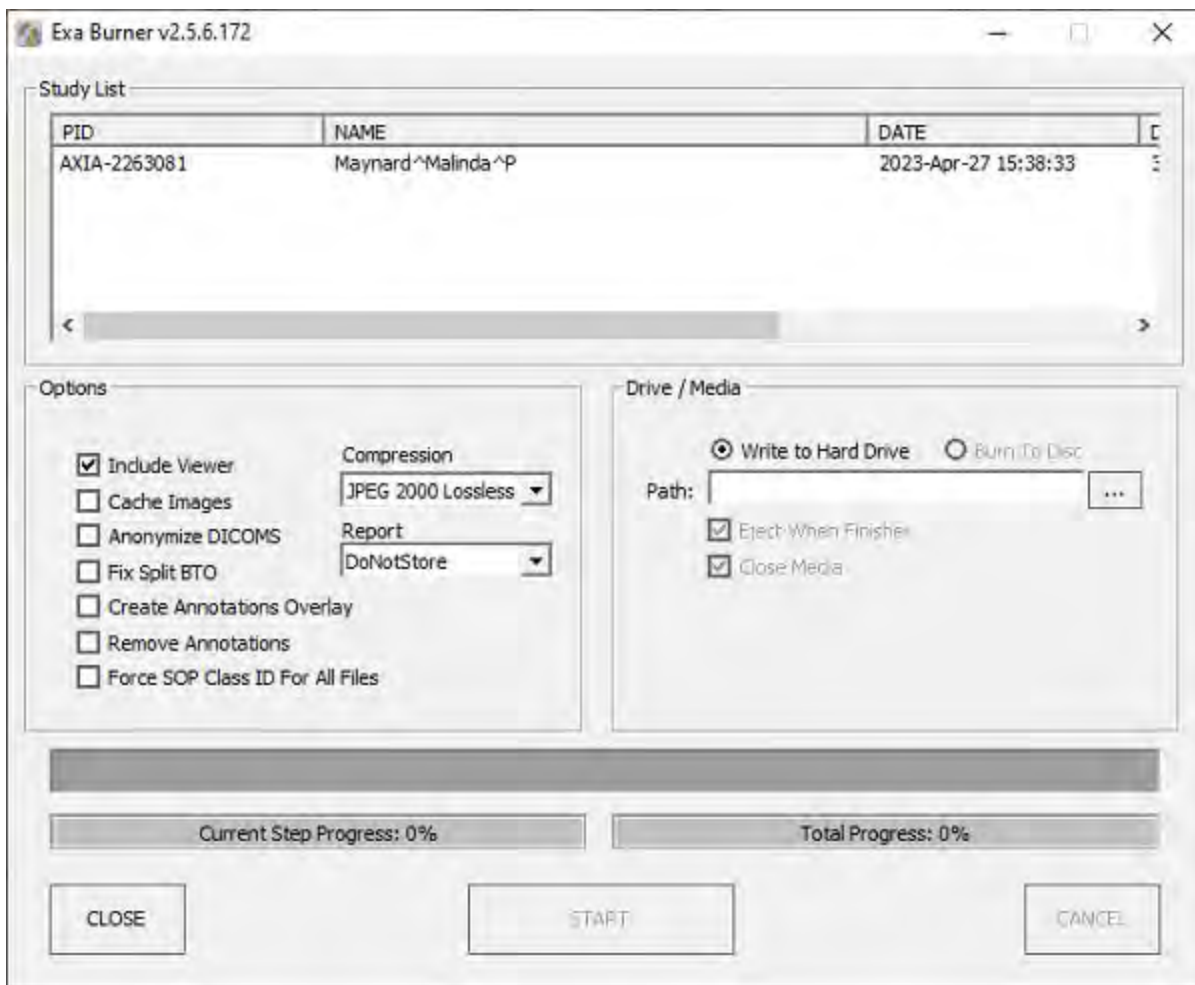 Exa Burner v2.5.6.172
Study List
PID NAME DATE
AXIA-2263081 Maynard^Malinda^P 2023-Apr-27 15:38:33
Options
Include Viewer
Cache Images
Anonymize DICOMS
Fix Split BTO
Create Annotations Overlay
Remove Annotations
Force SOP Class ID For All Files
Compression
JPEG 2000 Lossless
Report
DoNotStore
Drive / Media
Write to Hard Drive Burn To Disc
Path: ...
Eject When Finished
Close Media
Current Step Progress: 0% Total Progress: 0%
CLOSE START CANCEL